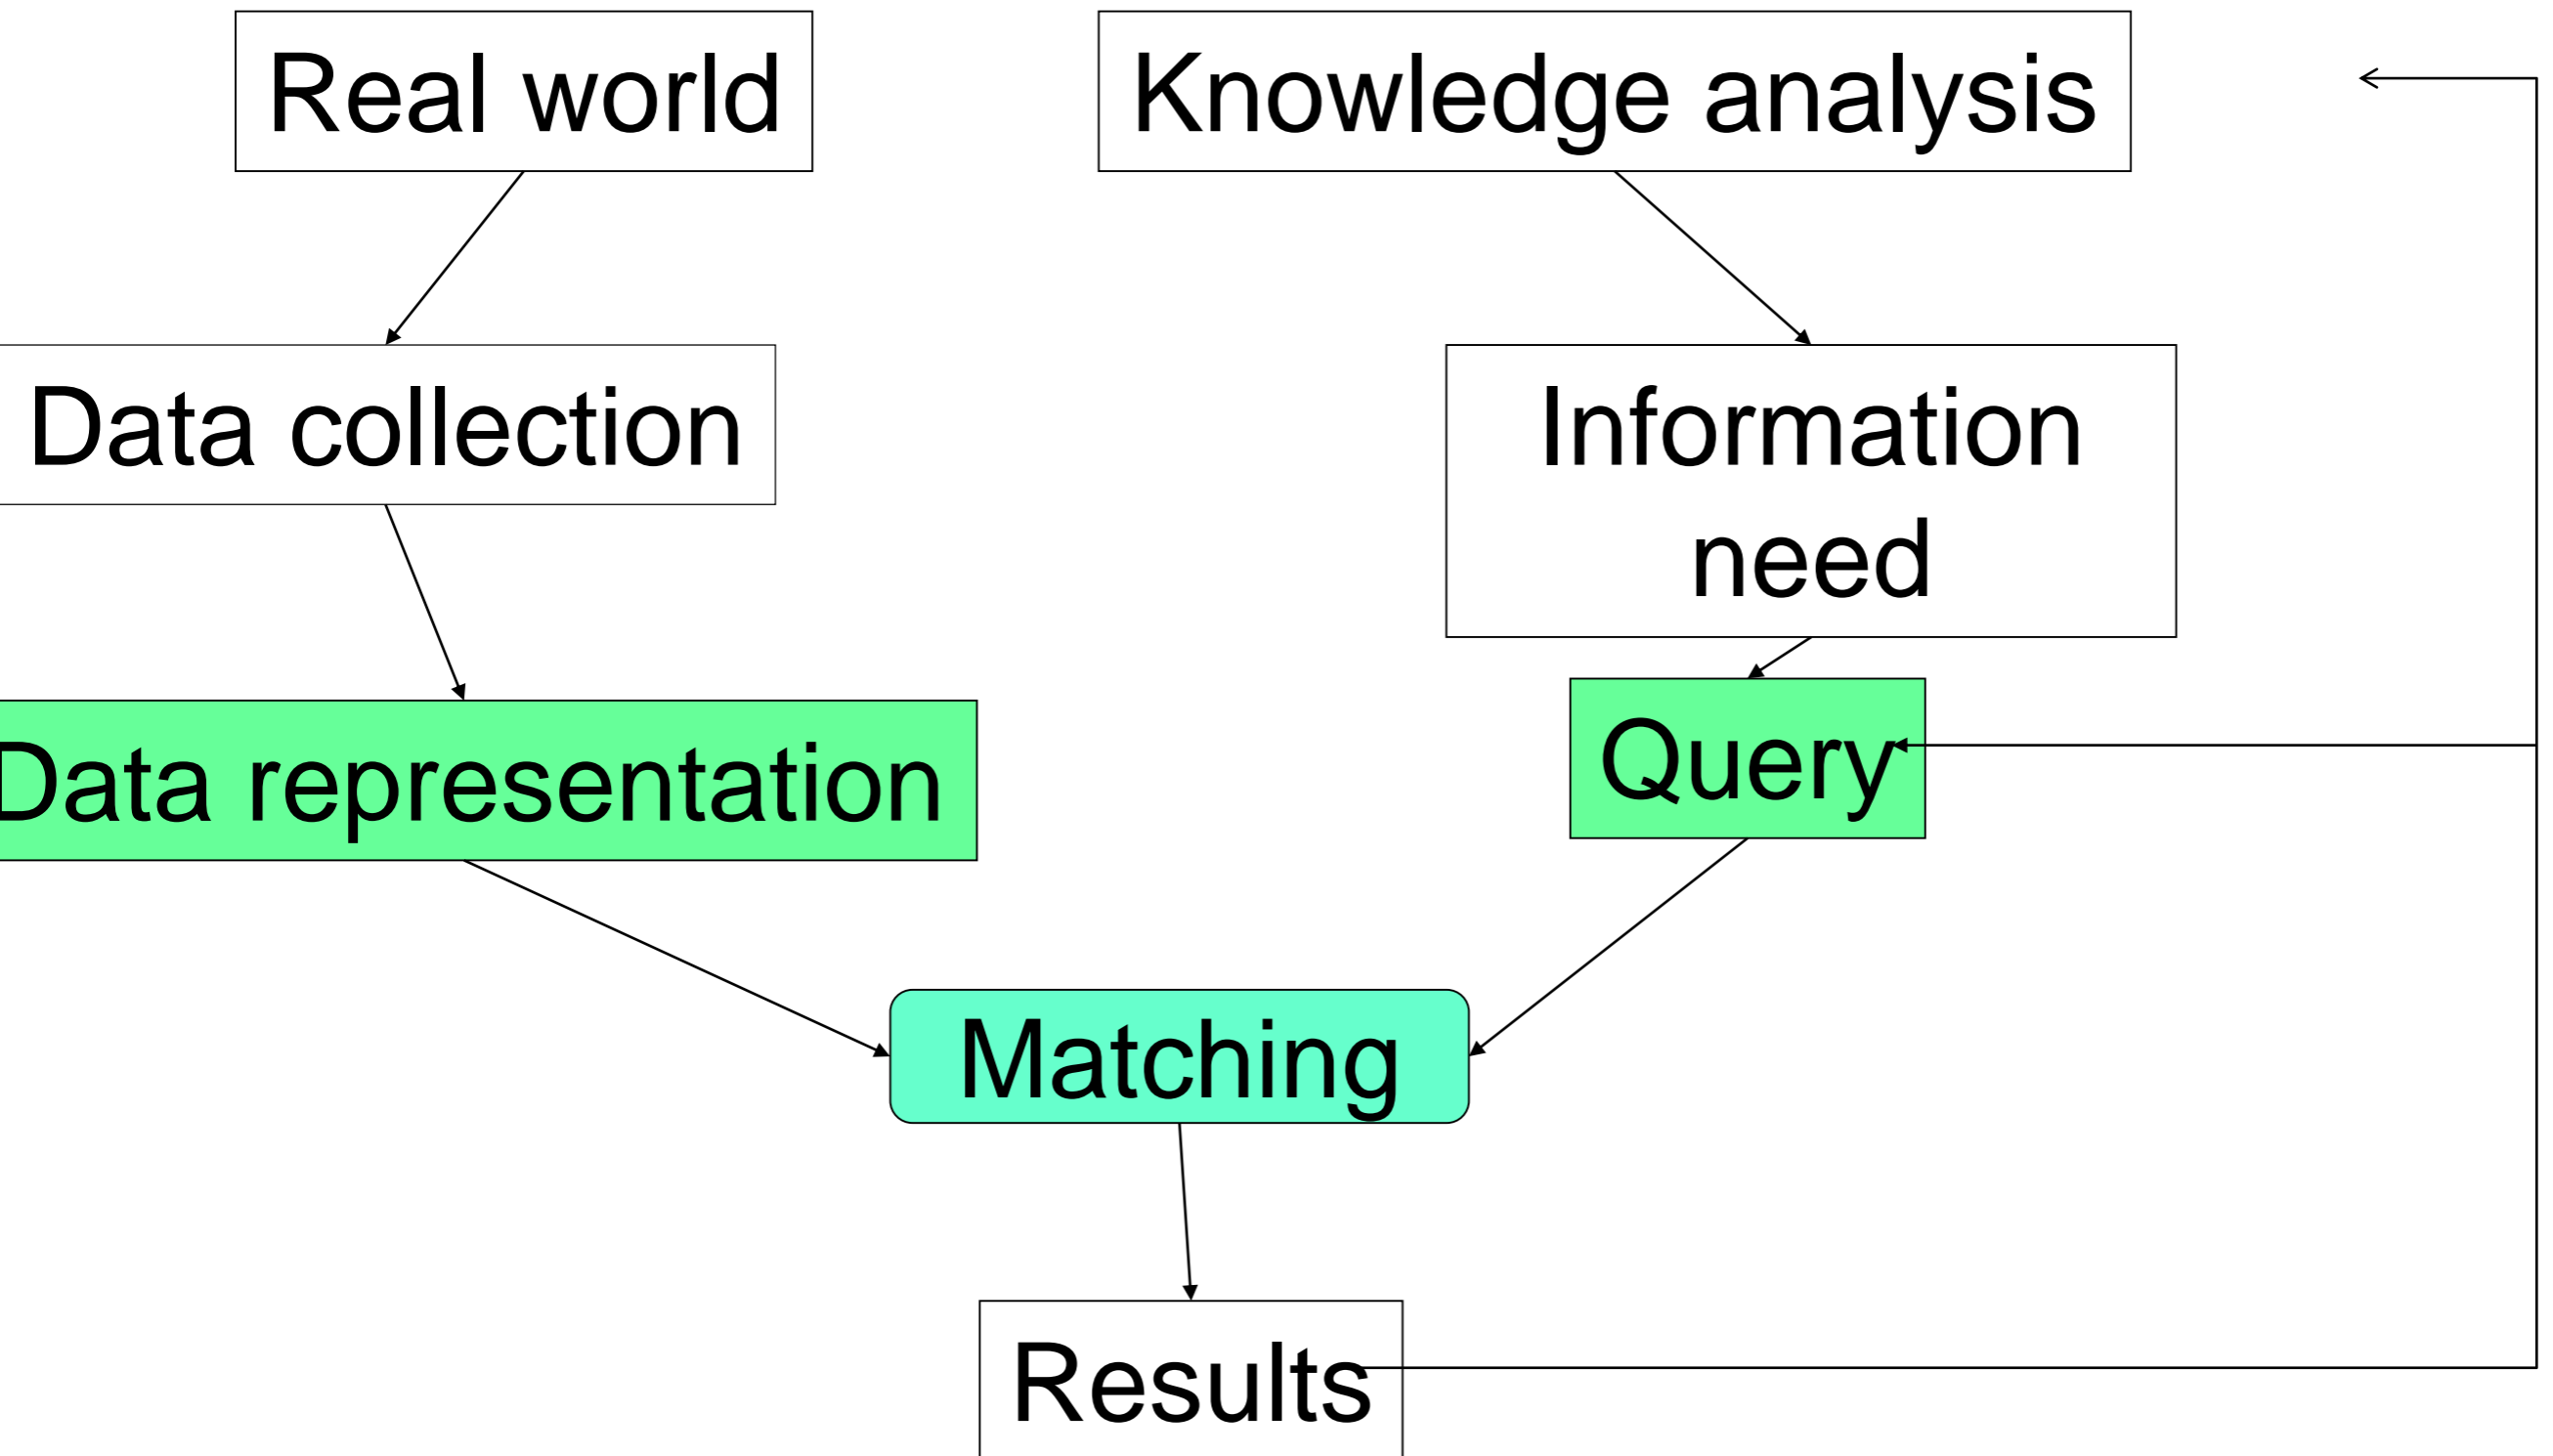 Real world
Knowledge analysis
Data collection
Information
need
Data representation
Query
Matching
Results